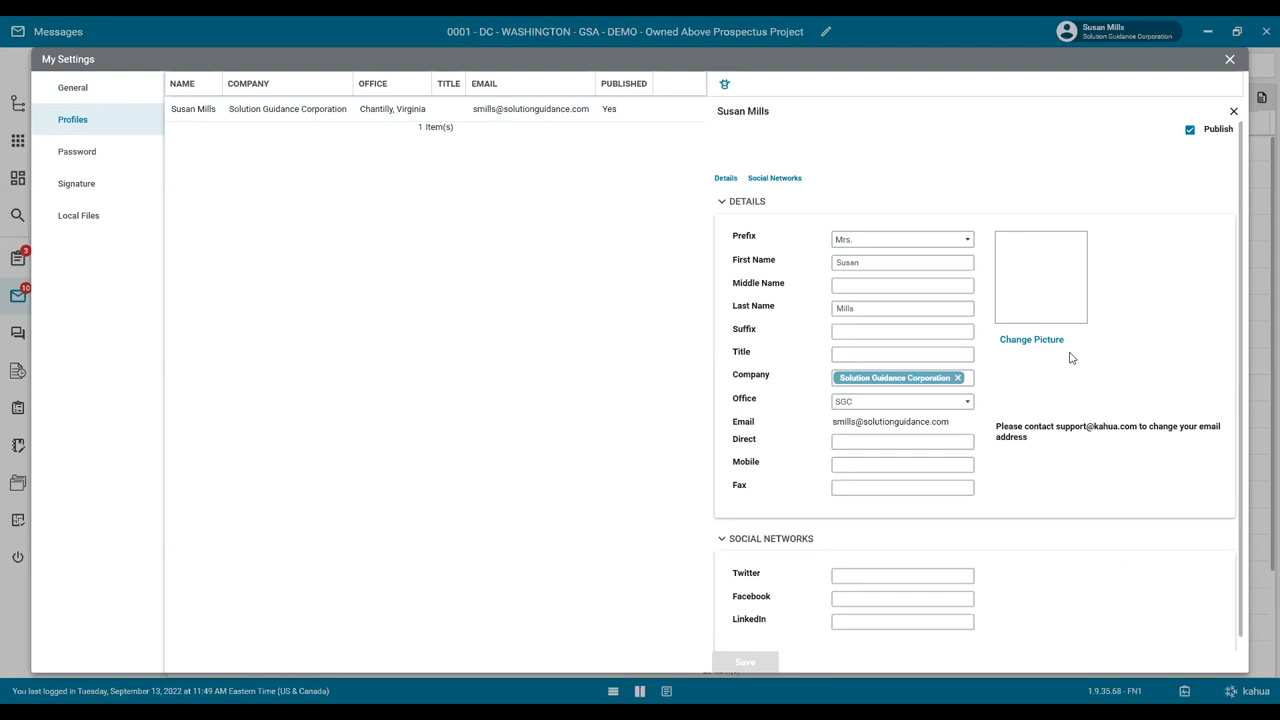 Messages
0001 - DC - WASHINGTON - GSA - DEMO - Owned Above Prospectus Project
Susan Mills
Solution Guidance Corporation
My Settings
General
Profiles
Password
Signature
Local Files
3
10
NAME COMPANY OFFICE TITLE EMAIL PUBLISHED
Susan Mills Solution Guidance Corporation Chantilly, Virginia smills@solutionguidance.com Yes
1 Item(s)
Susan Mills
Publish
Details Social Networks
DETAILS
Prefix Mrs.
First Name Susan
Middle Name
Last Name Mills
Suffix
Title
Company Solution Guidance Corporation
Office SGC
Email smills@solutionguidance.com
Direct
Mobile
Fax
Change Picture
Please contact support@kahua.com to change your email
address
SOCIAL NETWORKS
Twitter
Facebook
LinkedIn
Save
You last logged in Tuesday, September 13, 2022 at 11:49 AM Eastern Time (US & Canada)
1.9.35.68 - FN1
kahua